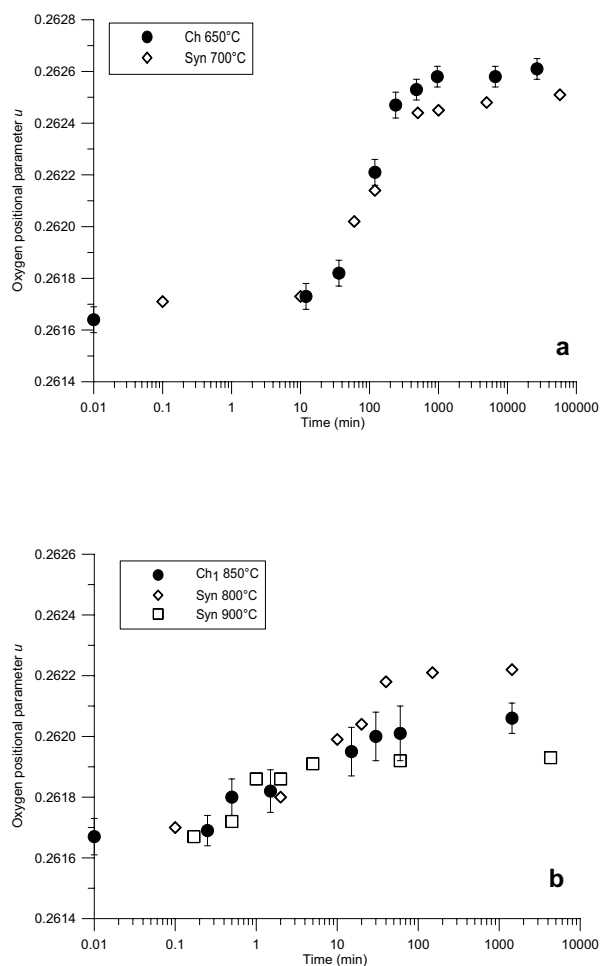 0.2628
0.2626
0.2624
0.2622
0.2620
0.2618
0.2616
0.2614
Oxygen positional parameter u
Ch 650°C
Syn 700°C
a
0.01 0.1 1 10 100 1000 10000 100000
Time (min)
0.2626
0.2624
0.2622
0.2620
0.2618
0.2616
0.2614
Oxygen positional parameter u
Ch1 850°C
Syn 800°C
Syn 900°C
b
0.01 0.1 1 10 100 1000 10000
Time (min)